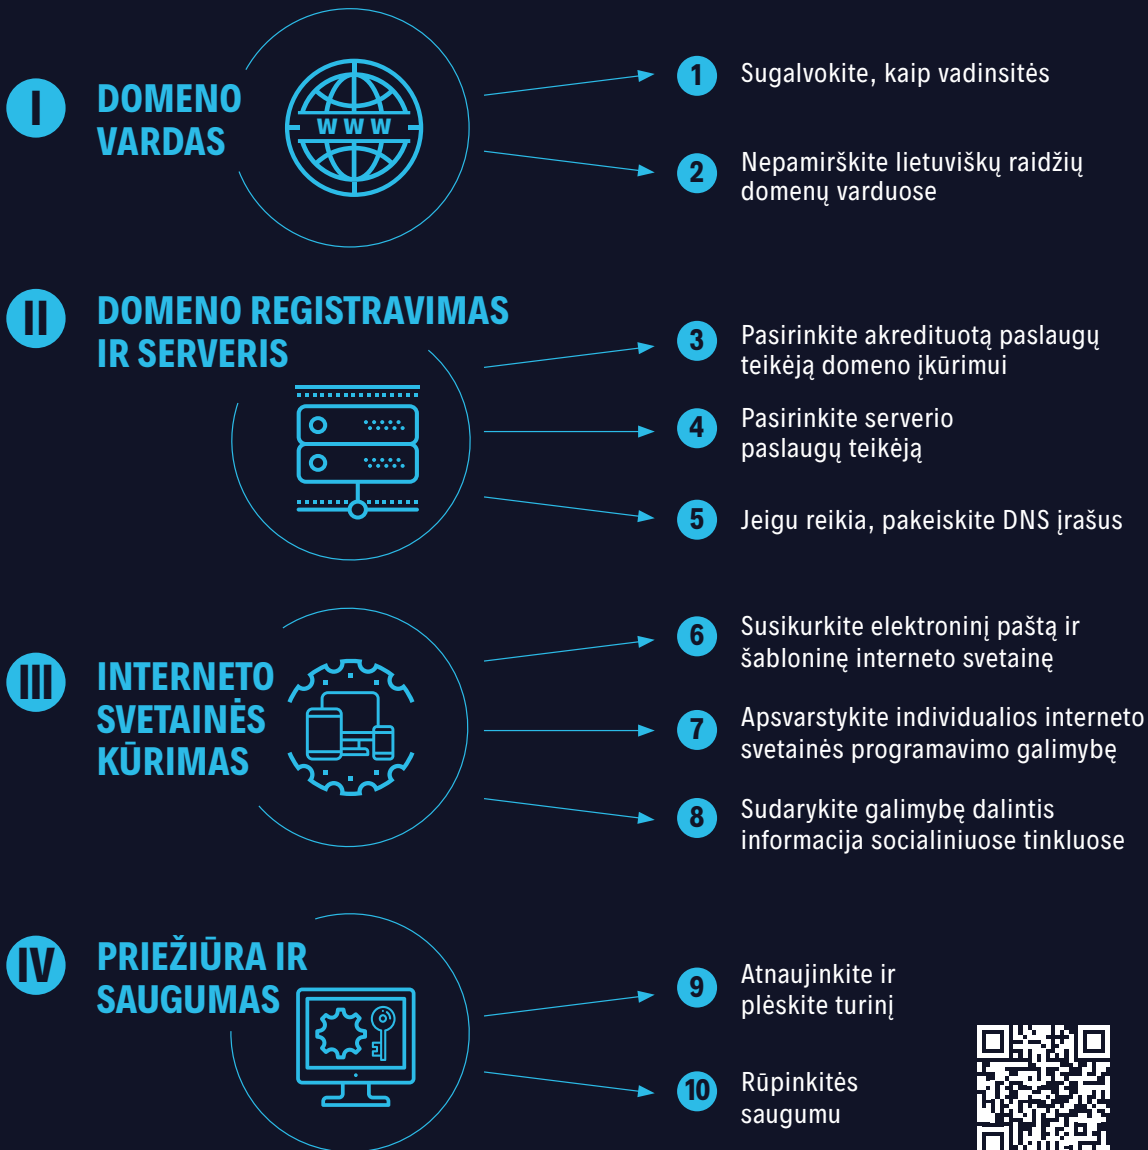 I
DOMENO
VARDAS
WWW
1
Sugalvokite, kaip vadinsitės
2
Nepamirškite lietuviškų raidžių
domenų varduose
II
DOMENO REGISTRAVIMAS
IR SERVERIS
3
Pasirinkite akredituotą paslaugų
teikėją domeno įkūrimui
4
Pasirinkite serverio
paslaugų teikėją
5
Jeigu reikia, pakeiskite DNS įrašus
III
INTERNETO
SVETAINĖS
KŪRIMAS
6
Susikurkite elektroninį paštą ir
šabloninę interneto svetainę
7
Apsvarstykite individualios interneto
svetainės programavimo galimybę
8
Sudarykite galimybę dalintis
informacija socialiniuose tinkluose
IV
PRIEŽIŪRA IR
SAUGUMAS
9
Atnaujinkite ir
plėskite turinį
10
Rūpinkitės
saugumu